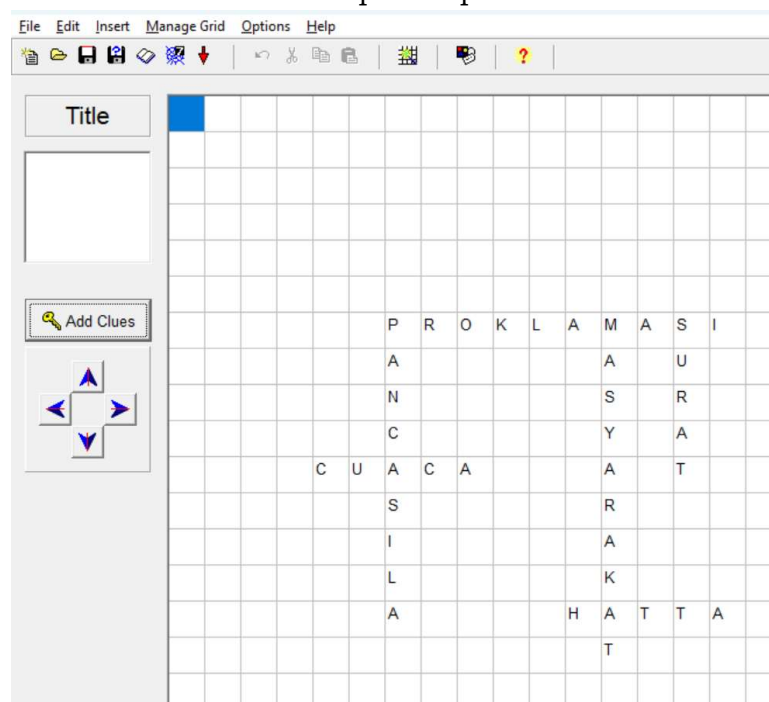 File Edit Insert Manage Grid Options Help
?
Title
Add Clues
P R O K L A M A S I
A A U
N S R
C Y A
C U A C A A T
S R
I A
L K
A H A T T A
T